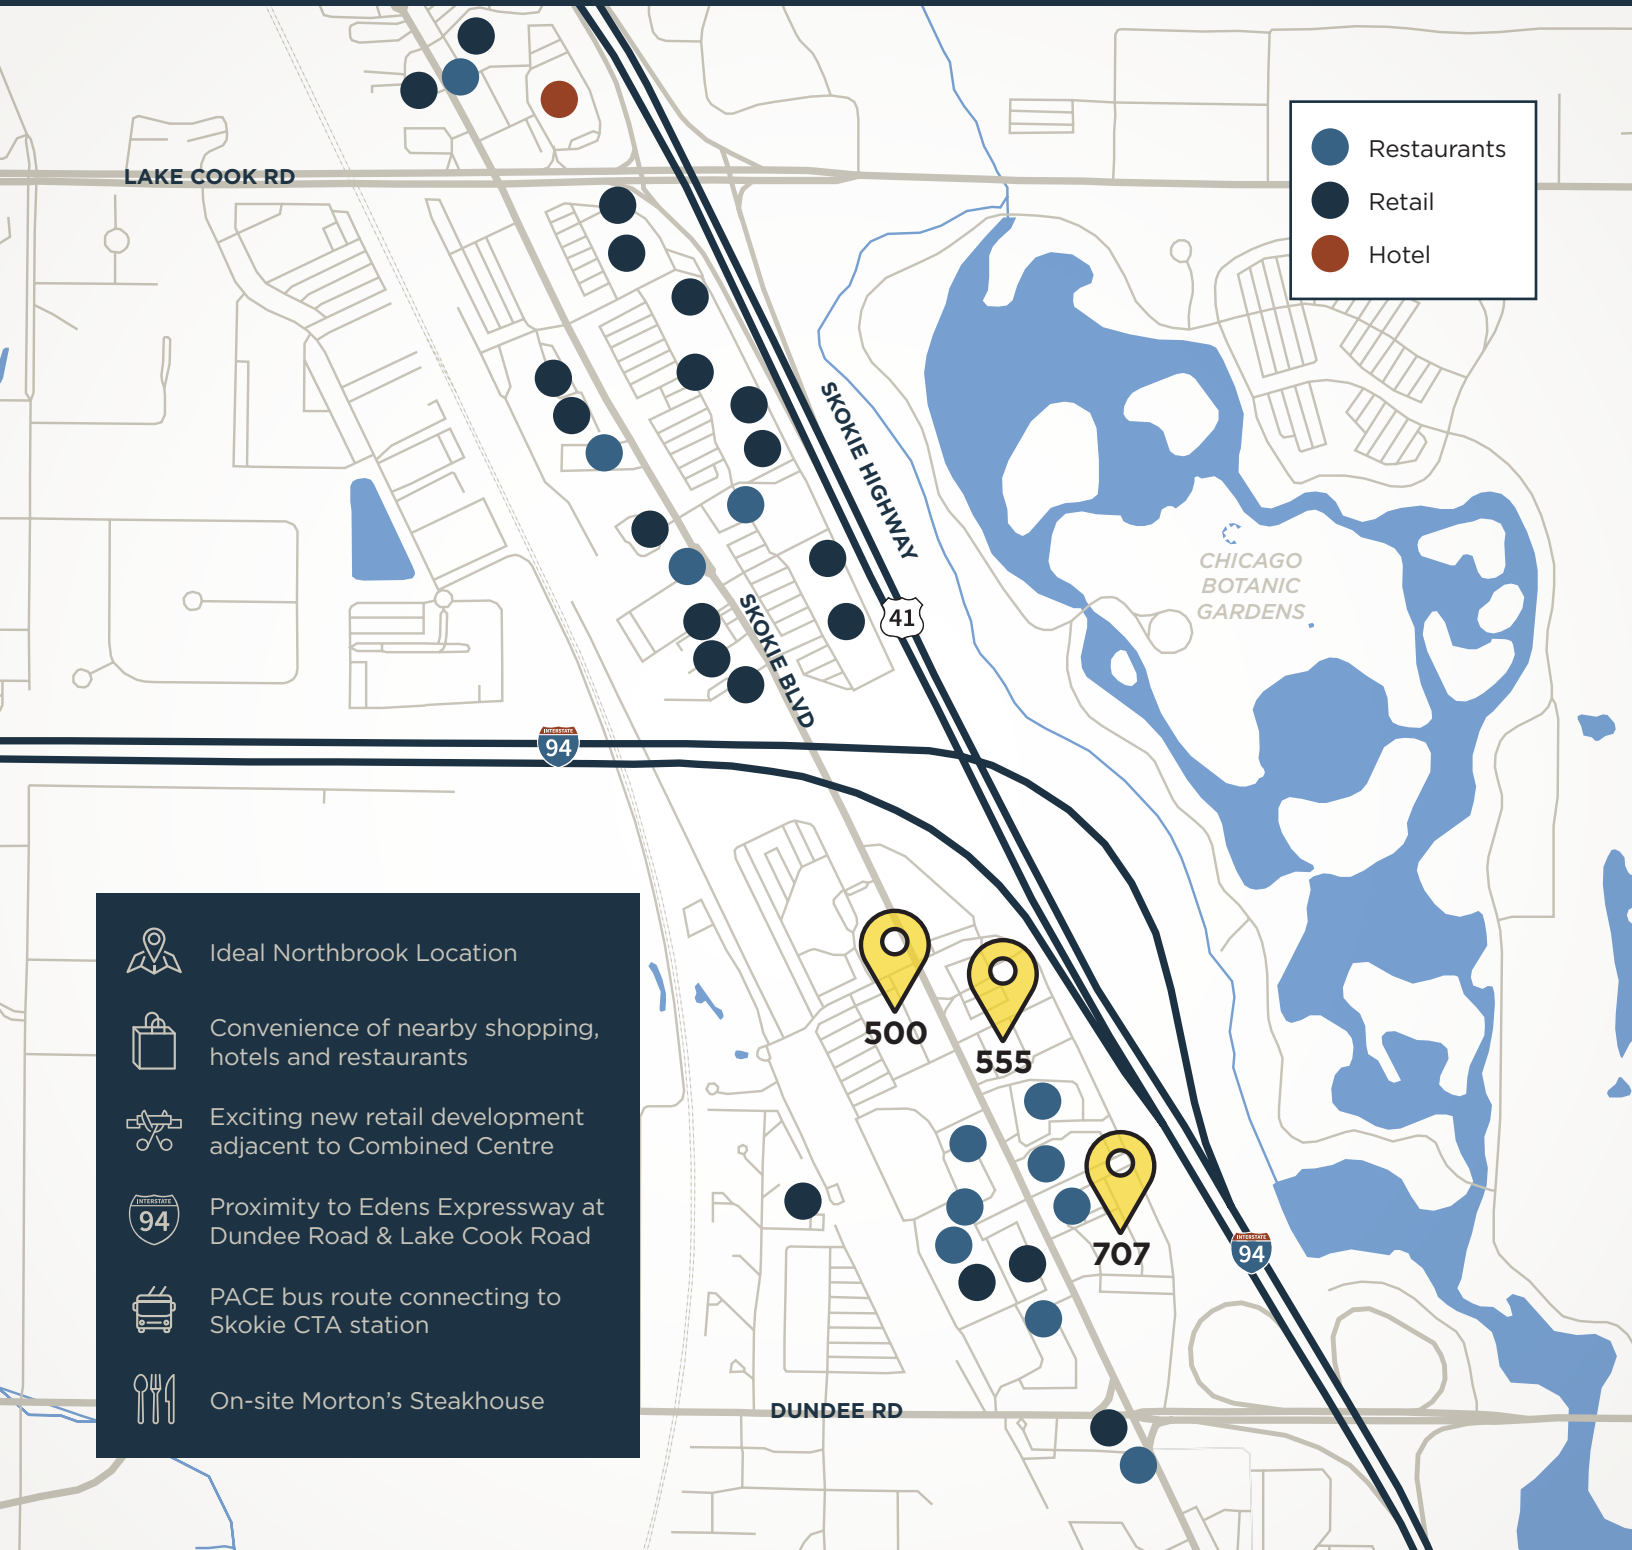 LAKE COOK RD
Restaurants
Retail
Hotel
SKOKIE HIGHWAY
CHICAGO
BOTANIC
GARDENS
41
SKOKIE BLVD
INTERSTATE
94
500
555
707
INTERSTATE
94
DUNDEE RD
Ideal Northbrook Location
Convenience of nearby shopping,
hotels and restaurants
Exciting new retail development
adjacent to Combined Centre
INTERSTATE
94
Proximity to Edens Expressway at
Dundee Road & Lake Cook Road
PACE bus route connecting to
Skokie CTA station
On-site Morton's Steakhouse